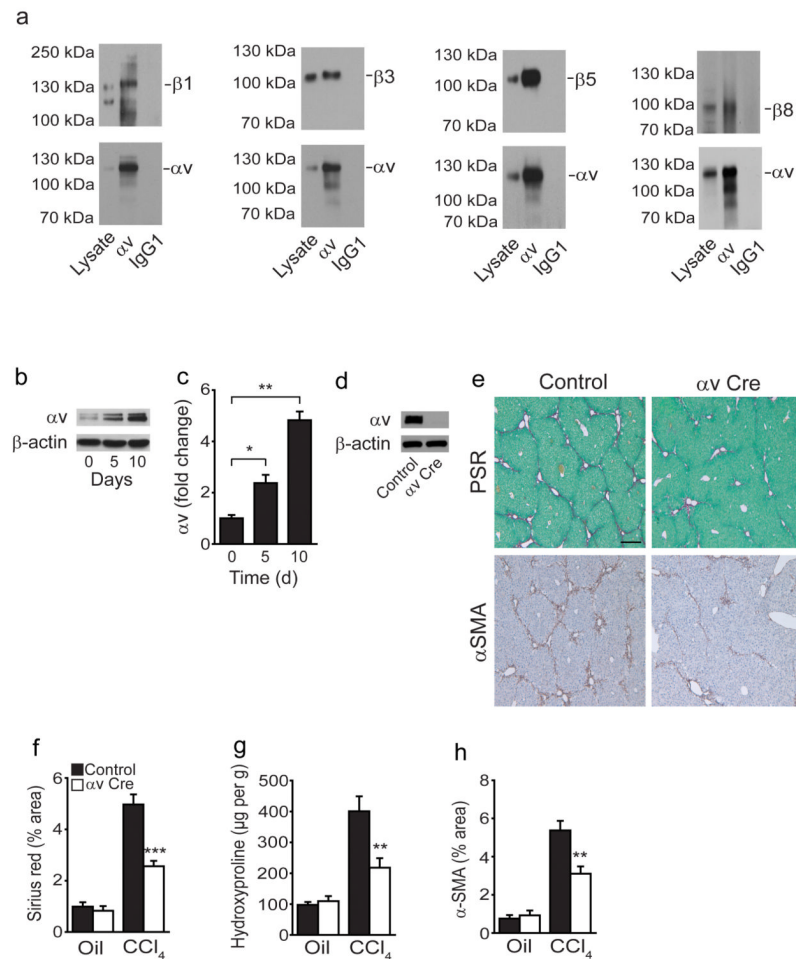 a
250 kDa
130 kDa
100 kDa
-β1
130 kDa
100 kDa
70 kDa
-αv
Lysate
αv
IgG1
130 kDa
100 kDa
70 kDa
-β3
130 kDa
100 kDa
70 kDa
-αv
Lysate
αv
IgG1
130 kDa
100 kDa
70 kDa
-β5
130 kDa
100 kDa
70 kDa
-αv
Lysate
αv
IgG1
130 kDa
100 kDa
70 kDa
-β8
130 kDa
100 kDa
70 kDa
-αv
Lysate
αv
IgG1
b
αv
β-actin
0 5 10
Days
c
αv (fold change)
6
4
2
0
*
**
0 5 10
Time (d)
d
αv
β-actin
Control
αv Cre
e
Control αv Cre
PSR
αSMA
f
Control
αv Cre
Sirius red (% area)
6
4
2
0
***
Oil CCl₄
g
Hydroxyproline (µg per g)
500
400
300
200
100
0
**
Oil CCl₄
h
α-SMA (% area)
8
6
4
2
0
**
Oil CCl₄